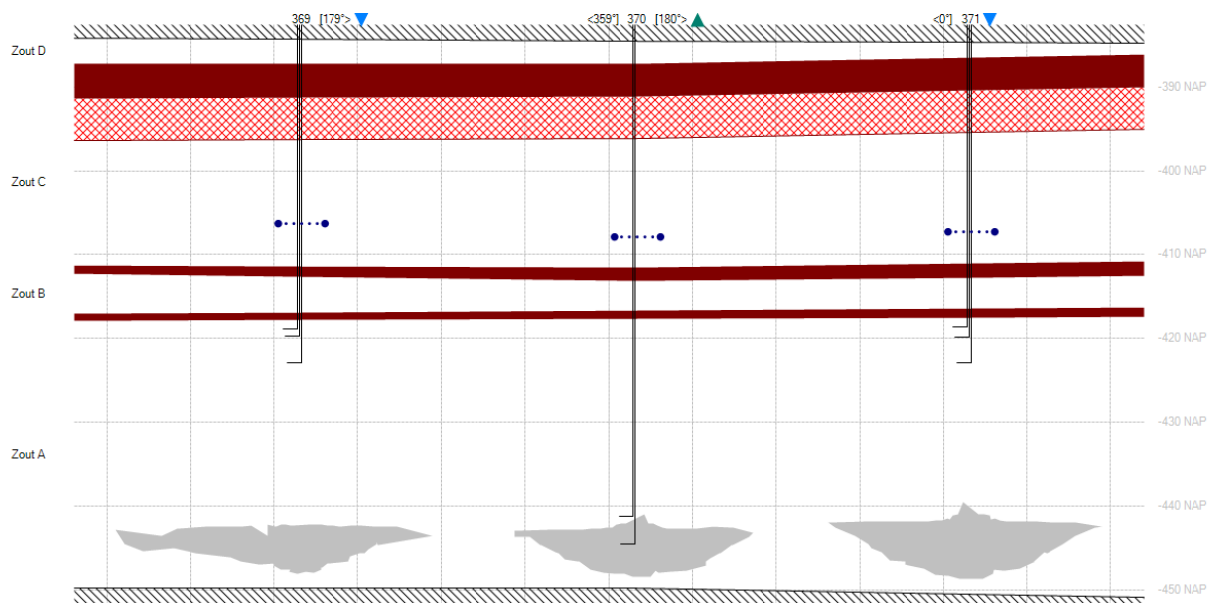 369 [179°>
<359°] 370 [180°>
<0°] 371
Zout D
-390 NAP
-400 NAP
Zout C
-410 NAP
Zout B
-420 NAP
-430 NAP
Zout A
-440 NAP
-450 NAP